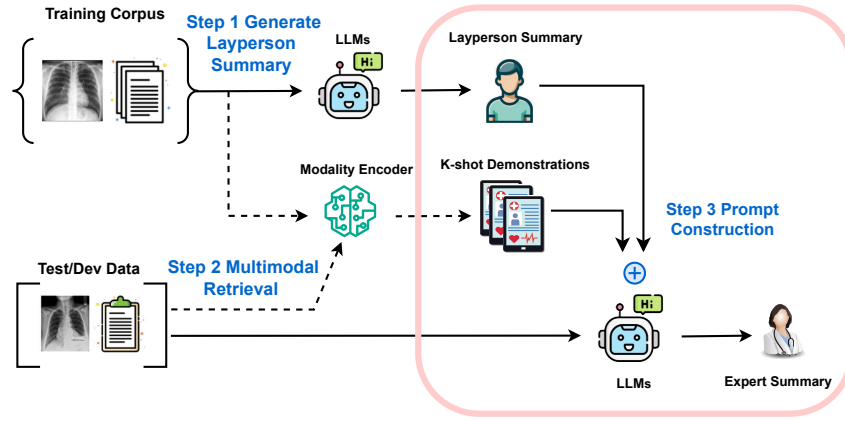 Training Corpus
Step 1 Generate
Layperson
Summary
LLMs
Hi
Layperson Summary
Modality Encoder
K-shot Demonstrations
Step 3 Prompt
Construction
Test/Dev Data
Step 2 Multimodal
Retrieval
Hi
LLMs
Expert Summary